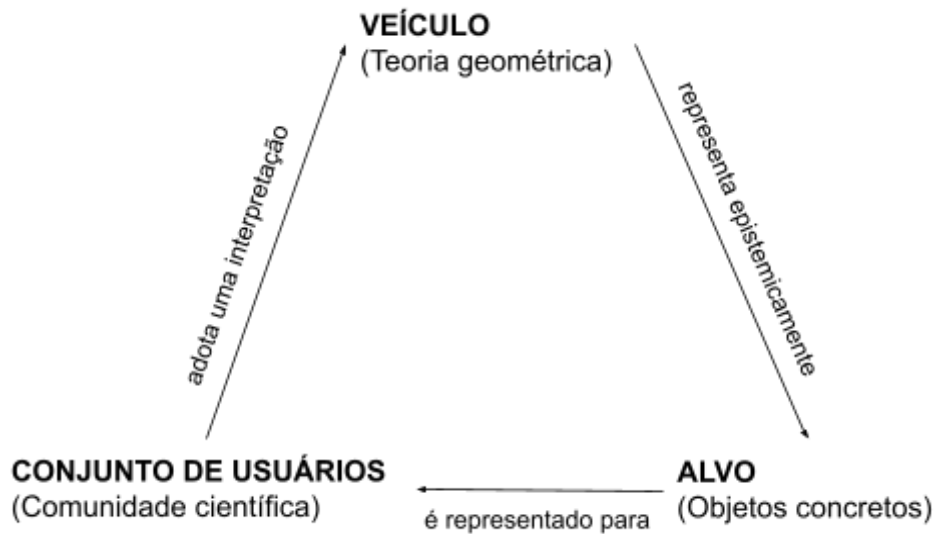 VEÍCULO
(Teoria geométrica)
adota uma interpretação
representa epistemicamente
CONJUNTO DE USUÁRIOS
(Comunidade científica)
é representado para
ALVO
(Objetos concretos)